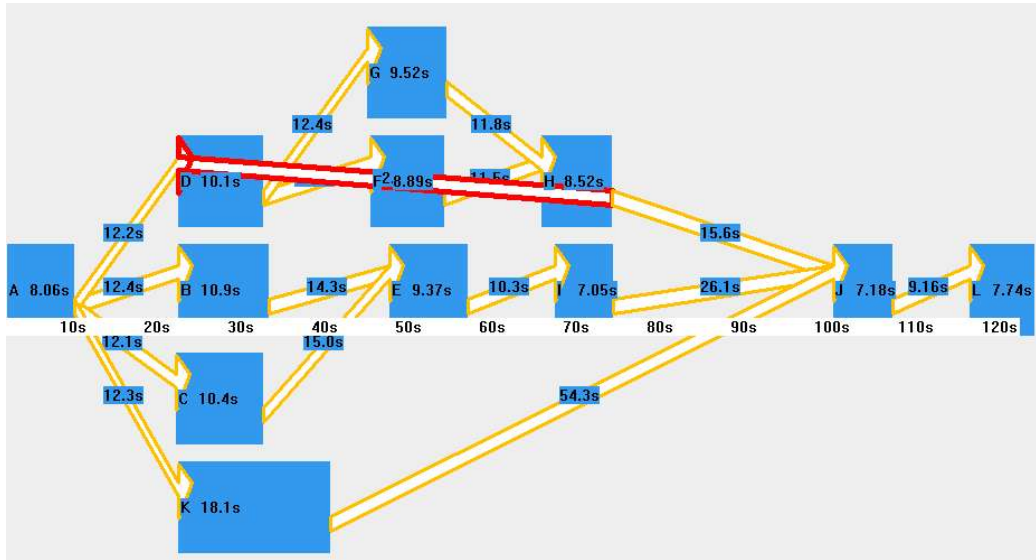 G 9.52s
12.4s
11.8s
D 10.1s
F 8.89s
11.5s
H 8.52s
12.2s
15.6s
A 8.06s
12.4s
B 10.9s
14.3s
E 9.37s
10.3s
I 7.05s
26.1s
J 7.18s
9.16s
L 7.74s
10s 20s 30s 40s 50s 60s 70s 80s 90s 100s 110s 120s
12.1s
15.0s
12.3s
C 10.4s
54.3s
K 18.1s